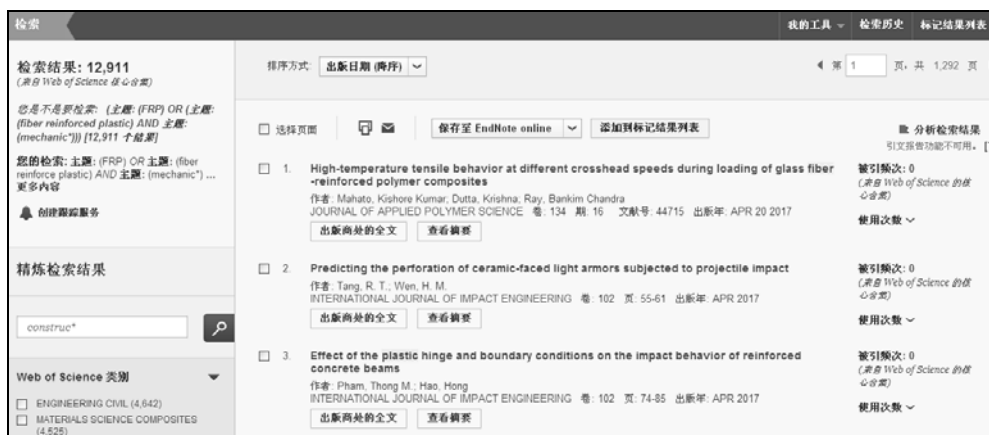 检索
我的工具 检索历史 标记结果列表
检索结果: 12,911
(来自 Web of Science 核心合集)
您是不是要检索: (主题: (FRP) OR (主题:
(fiber reinforced plastic) AND 主题:
(mechanic*))) [12,911 个结果]
您的检索: 主题: (FRP) OR 主题: (fiber
reinforce plastic) AND 主题: (mechanic*) ...
更多内容
创建跟踪服务
精炼检索结果
construc*
Web of Science 类别
ENGINEERING CIVIL (4,642)
MATERIALS SCIENCE COMPOSITES
(4,525)
排序方式: 出版日期 (降序)
第 1 页, 共 1,292 页
选择页面 保存至 EndNote online 添加到标记结果列表
分析检索结果
引文报告功能不可用。 [
1. High-temperature tensile behavior at different crosshead speeds during loading of glass fiber
-reinforced polymer composites
作者: Mahato, Kishore Kumar; Dutta, Krishna; Ray, Bankim Chandra
JOURNAL OF APPLIED POLYMER SCIENCE 卷: 134 期: 16 文献号: 44715 出版年: APR 20 2017
出版商处的全文 查看摘要
被引频次: 0
(来自 Web of Science 的核
心合集)
使用次数
2. Predicting the perforation of ceramic-faced light armors subjected to projectile impact
作者: Tang, R. T.; Wen, H. M.
INTERNATIONAL JOURNAL OF IMPACT ENGINEERING 卷: 102 页: 55-61 出版年: APR 2017
出版商处的全文 查看摘要
被引频次: 0
(来自 Web of Science 的核
心合集)
使用次数
3. Effect of the plastic hinge and boundary conditions on the impact behavior of reinforced
concrete beams
作者: Pham, Thong M.; Hao, Hong
INTERNATIONAL JOURNAL OF IMPACT ENGINEERING 卷: 102 页: 74-85 出版年: APR 2017
出版商处的全文 查看摘要
被引频次: 0
(来自 Web of Science 的核
心合集)
使用次数